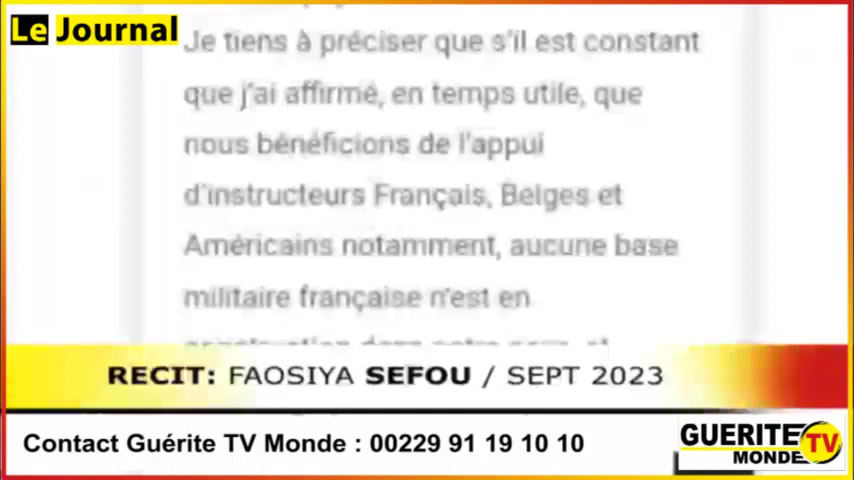 Le Journal
Je tiens à préciser que s'il est constant
que j'ai affirmé, en temps utile, que
nous bénéficions de l'appui
d'instructeurs Français, Belges et
Américains notamment, aucune base
militaire française n'est en
RECIT: FAOSIYA SEFOU / SEPT 2023
Contact Guérite TV Monde : 00229 91 19 10 10
GUERITE TV
MONDE